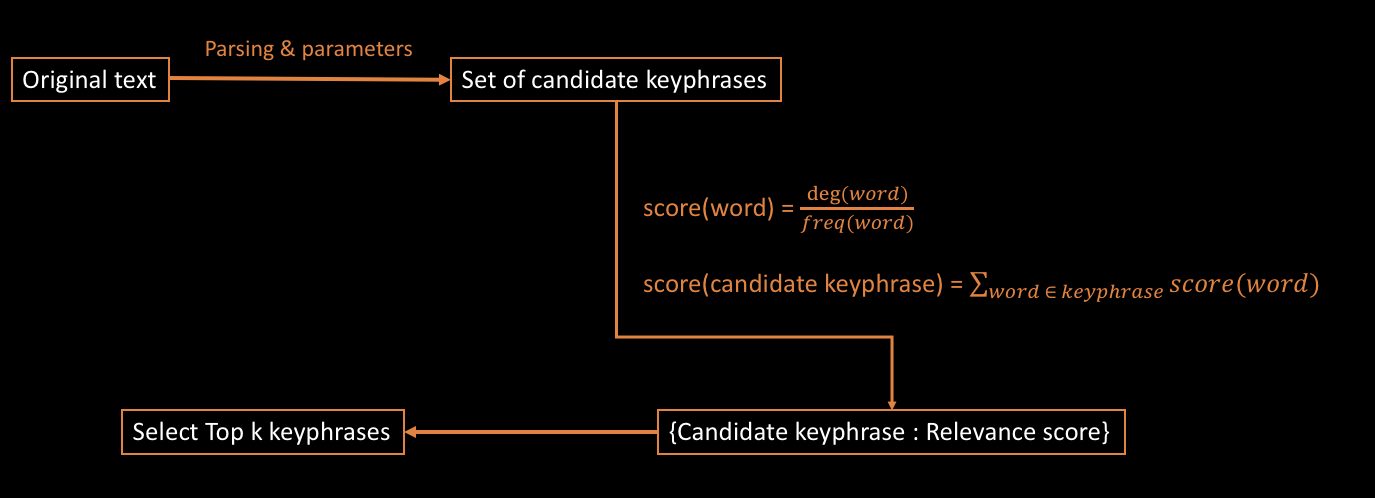 Parsing & parameters
Original text
Set of candidate keyphrases
score(word) = deg(word) / freq(word)
score(candidate keyphrase) = ∑word ∈ keyphrase score(word)
Select Top k keyphrases
{Candidate keyphrase : Relevance score}